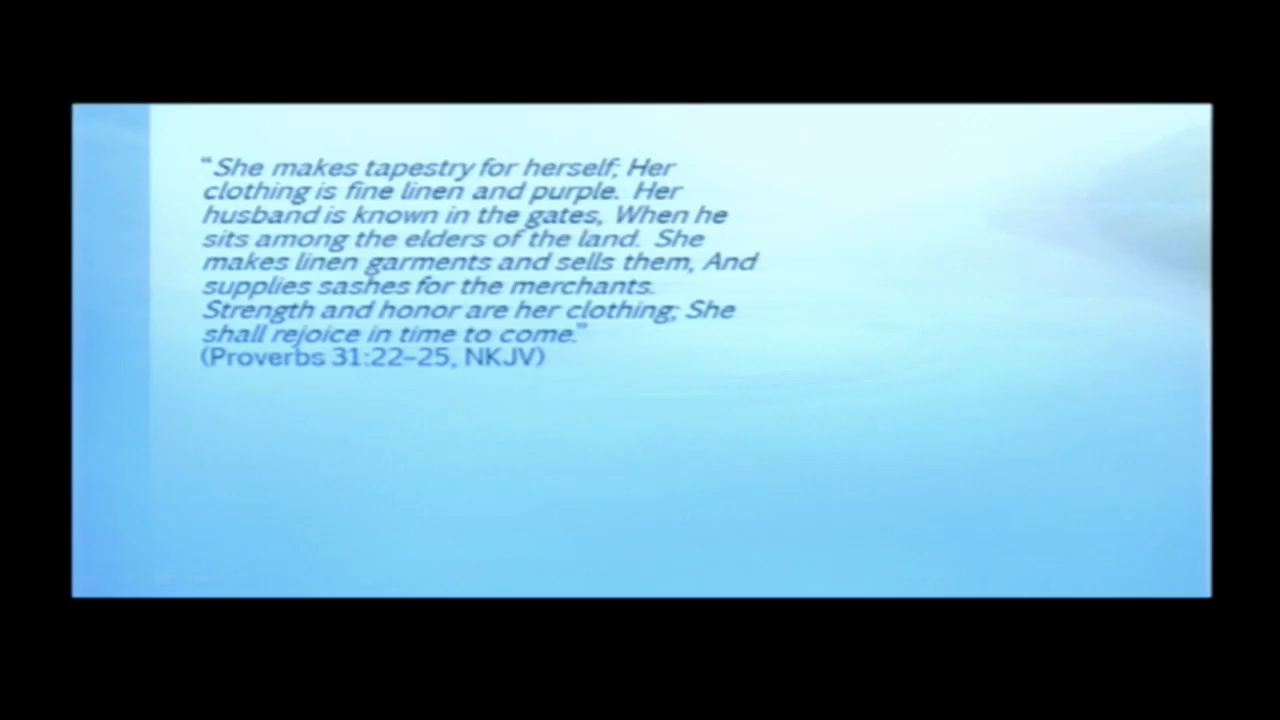 “She makes tapestry for herself; Her
clothing is fine linen and purple. Her
husband is known in the gates, When he
sits among the elders of the land. She
makes linen garments and sells them, And
supplies sashes for the merchants.
Strength and honor are her clothing; She
shall rejoice in time to come.”
(Proverbs 31:22–25, NKJV)